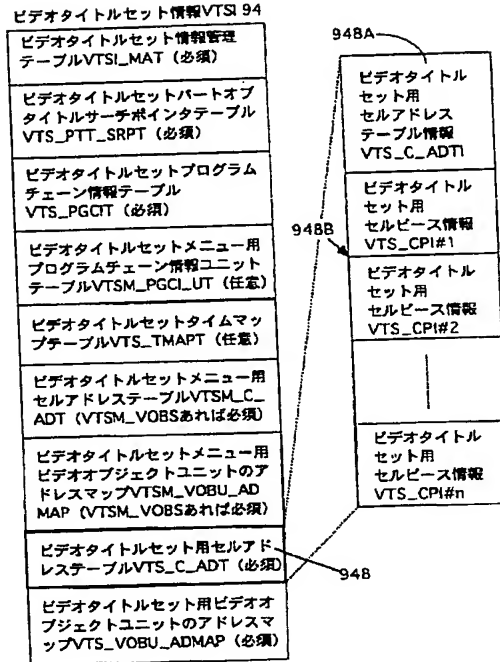 ビデオタイトルセット情報VTSI 94
ビデオタイトルセット情報管理
テーブルVTSI_MAT（必須）
ビデオタイトルセットパートオブ
タイトルサーチポインタテーブル
VTS_PTT_SRPT（必須）
ビデオタイトルセットプログラム
チェーン情報テーブル
VTS_PGCIT（必須）
ビデオタイトルセットメニュー用
プログラムチェーン情報ユニット
テーブルVTSM_PGCI_UT（任意）
ビデオタイトルセットタイムマッ
プテーブルVTS_TMAPT（任意）
ビデオタイトルセットメニュー用
セルアドレステーブルVTSM_C_
ADT（VTSM_VOBSあれば必須）
ビデオタイトルセットメニュー用
ビデオオブジェクトユニットのア
ドレスマップVTSM_VOBU_AD
MAP（VTSM_VOBSあれば必須）
ビデオタイトルセット用セルアド
レステーブルVTS_C_ADT（必須）
ビデオタイトルセット用ビデオオ
ブジェクトユニットのアドレスマ
ップVTS_VOBU_ADMAP（必須）
948A
ビデオタイトル
セット用
セルアドレス
テーブル情報
VTS_C_ADTI
948B
ビデオタイトル
セット用
セルピース情報
VTS_CPI#1
ビデオタイトル
セット用
セルピース情報
VTS_CPI#2
ビデオタイトル
セット用
セルピース情報
VTS_CPI#n
948